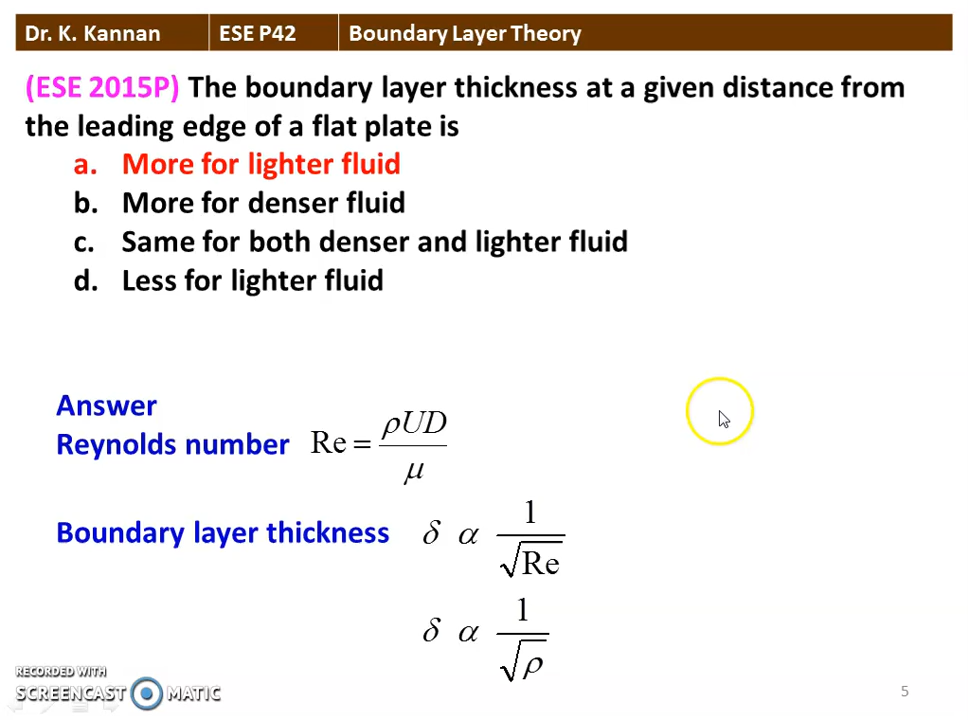 Dr. K. Kannan ESE P42 Boundary Layer Theory
(ESE 2015P) The boundary layer thickness at a given distance from
the leading edge of a flat plate is
a. More for lighter fluid
b. More for denser fluid
c. Same for both denser and lighter fluid
d. Less for lighter fluid
Answer
Reynolds number Re = ρUD / μ
Boundary layer thickness δ α 1 / √Re
δ α 1 / √ρ
RECORDED WITH
SCREENCAST MATIC
5